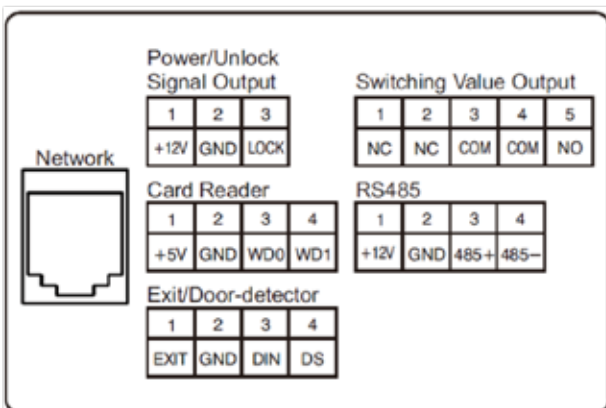 Network
Power/Unlock
Signal Output
1 2 3
+12V GND LOCK
Switching Value Output
1 2 3 4 5
NC NC COM COM NO
Card Reader
1 2 3 4
+5V GND WD0 WD1
RS485
1 2 3 4
+12V GND 485+ 485−
Exit/Door-detector
1 2 3 4
EXIT GND DIN DS